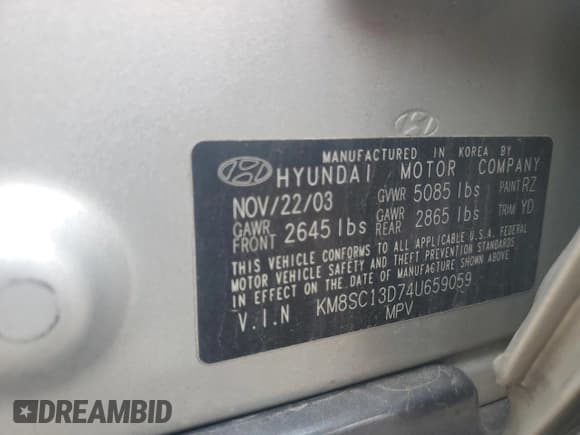 MANUFACTURED IN KOREA BY
HYUNDAI MOTOR COMPANY
NOV/22/03 GVWR 5085 lbs PAINT RZ
GAWR FRONT 2645 lbs GAWR REAR 2865 lbs TRIM YD
THIS VEHICLE CONFORMS TO ALL APPLICABLE U.S.A. FEDERAL
MOTOR VEHICLE SAFETY AND THEFT PREVENTION STANDARDS
IN EFFECT ON THE DATE OF MANUFACTURE SHOWN ABOVE
V.I.N KM8SC13D74U659059
MPV
DREAMBID